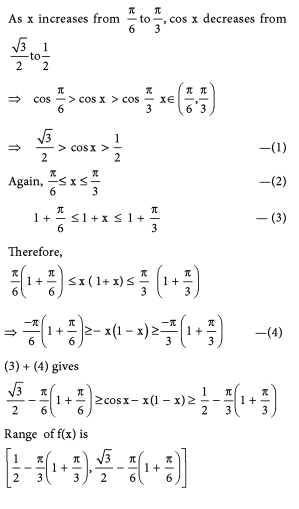 As x increases from π/6 to π/3, cos x decreases from
√3/2 to 1/2
⇒ cos π/6 > cos x > cos π/3 x∈(π/6, π/3)
⇒ √3/2 > cosx > 1/2 —(1)
Again, π/6 ≤ x ≤ π/3 —(2)
1 + π/6 ≤ 1 + x ≤ 1 + π/3 — (3)
Therefore,
π/6(1 + π/6) ≤ x ( 1+ x) ≤ π/3 (1 + π/3)
⇒ −π/6(1 + π/6) ≥ − x(1 − x) ≥ −π/3(1 + π/3) —(4)
(3) + (4) gives
√3/2 − π/6(1 + π/6) ≥ cosx − x(1 − x) ≥ 1/2 − π/3(1 + π/3)
Range of f(x) is
[1/2 − π/3(1 + π/3), √3/2 − π/6(1 + π/6)]